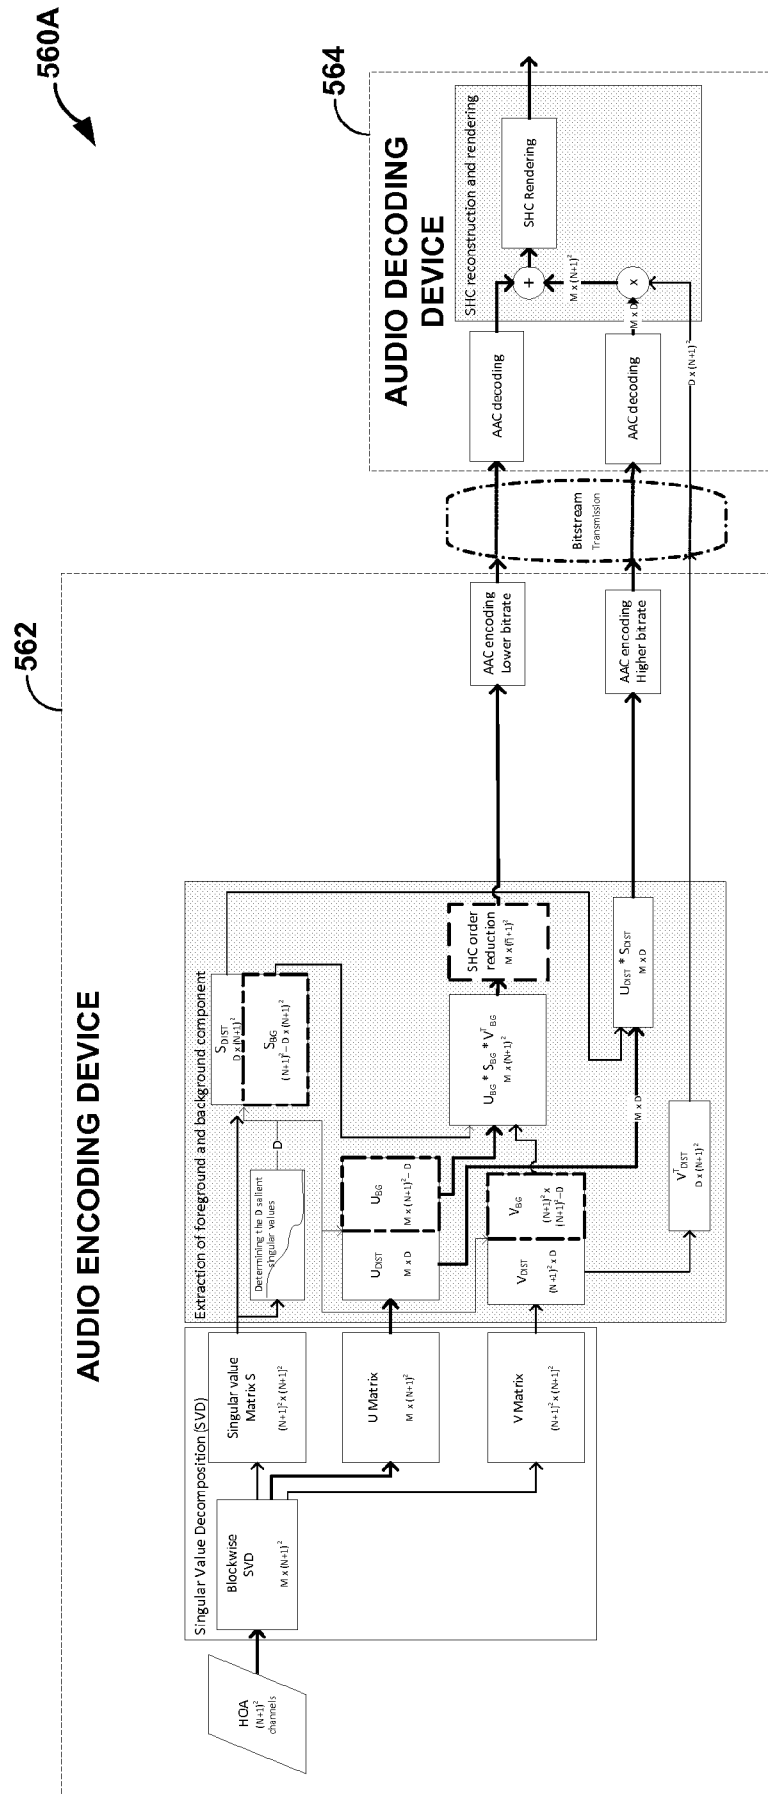 560A
562
AUDIO ENCODING DEVICE
HOA
(N+1)²
channels
Singular Value Decomposition (SVD)
Blockwise
SVD
M x (N+1)²
Singular value
Matrix S
(N+1)² x (N+1)²
U Matrix
M x (N+1)²
V Matrix
(N+1)² x (N+1)²
Extraction of foreground and background component
Determining the D salient
singular values
D
S_DIST
D x (N+1)²
S_BG
(N+1)² – D x (N+1)²
U_DIST
M x D
U_BG
M x (N+1)² – D
V_DIST
(N+1)² x D
V_BG
(N+1)² x
(N+1)² – D
U_BG * S_BG * V^T_BG
M x (N+1)²
SHC order
reduction
M x (η+1)²
M x D
U_DIST * S_DIST
M x D
V^T_DIST
D x (N+1)²
AAC encoding
Lower bitrate
AAC encoding
Higher bitrate
Bitstream
Transmission
564
AUDIO DECODING
DEVICE
AAC decoding
AAC decoding
SHC reconstruction and rendering
M x D
D x (N+1)²
x
M x (N+1)²
+
SHC Rendering